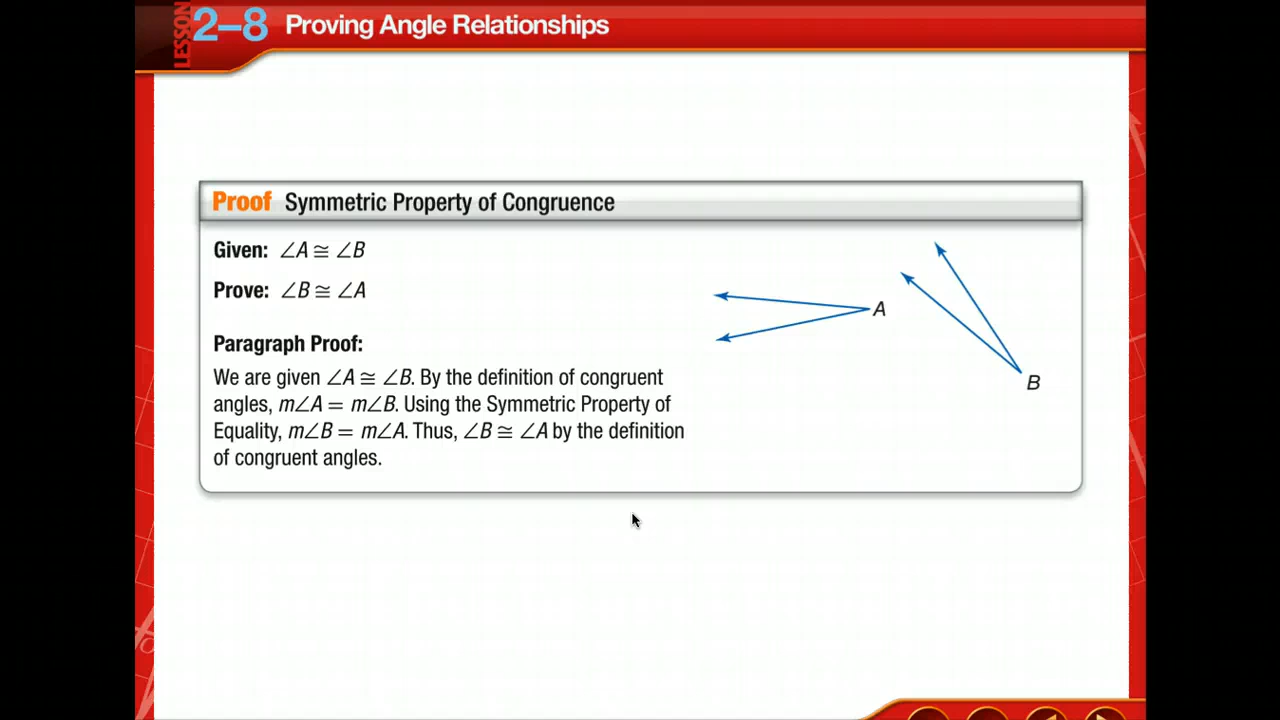 LESSON 2–8 Proving Angle Relationships
Proof Symmetric Property of Congruence
Given: ∠A ≅ ∠B
Prove: ∠B ≅ ∠A
Paragraph Proof:
We are given ∠A ≅ ∠B. By the definition of congruent
angles, m∠A = m∠B. Using the Symmetric Property of
Equality, m∠B = m∠A. Thus, ∠B ≅ ∠A by the definition
of congruent angles.
A
B